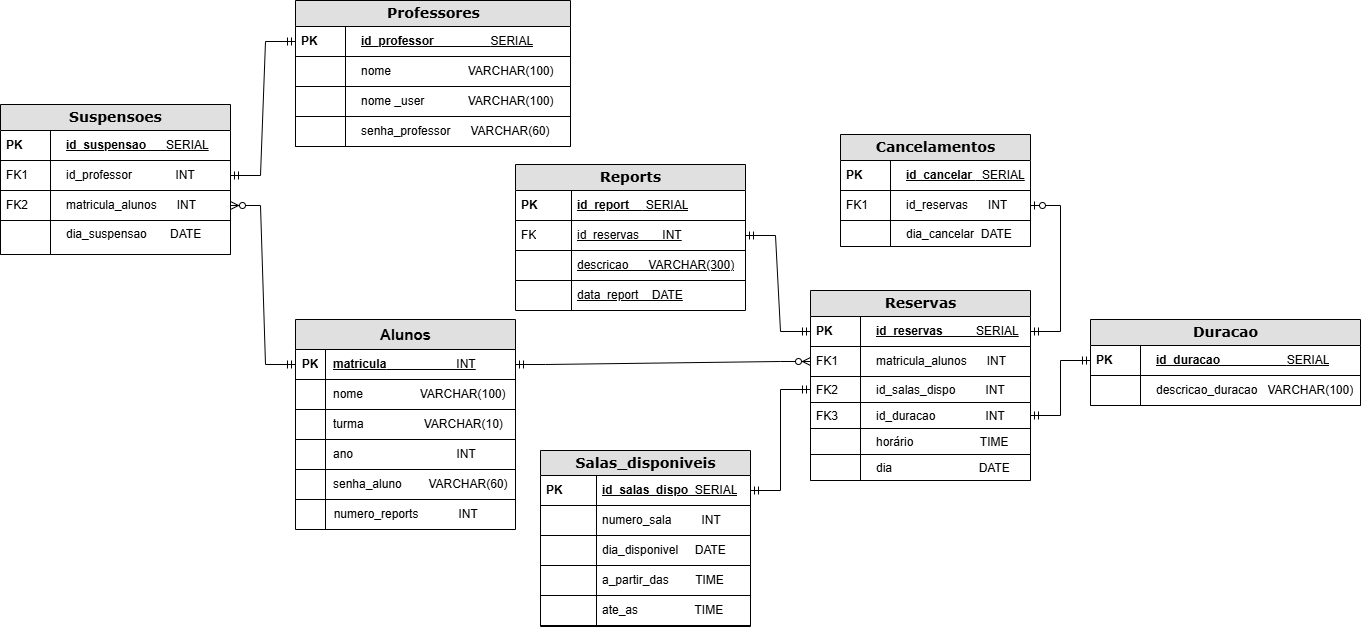 Professores
PK id_professor SERIAL
nome VARCHAR(100)
nome _user VARCHAR(100)
senha_professor VARCHAR(60)
Suspensoes
PK id_suspensao SERIAL
FK1 id_professor INT
FK2 matricula_alunos INT
dia_suspensao DATE
Reports
PK id_report SERIAL
FK id_reservas INT
descricao VARCHAR(300)
data_report DATE
Cancelamentos
PK id_cancelar SERIAL
FK1 id_reservas INT
dia_cancelar DATE
Alunos
PK matricula INT
nome VARCHAR(100)
turma VARCHAR(10)
ano INT
senha_aluno VARCHAR(60)
numero_reports INT
Reservas
PK id_reservas SERIAL
FK1 matricula_alunos INT
FK2 id_salas_dispo INT
FK3 id_duracao INT
horário TIME
dia DATE
Duracao
PK id_duracao SERIAL
descricao_duracao VARCHAR(100)
Salas_disponiveis
PK id_salas_dispo SERIAL
numero_sala INT
dia_disponivel DATE
a_partir_das TIME
ate_as TIME